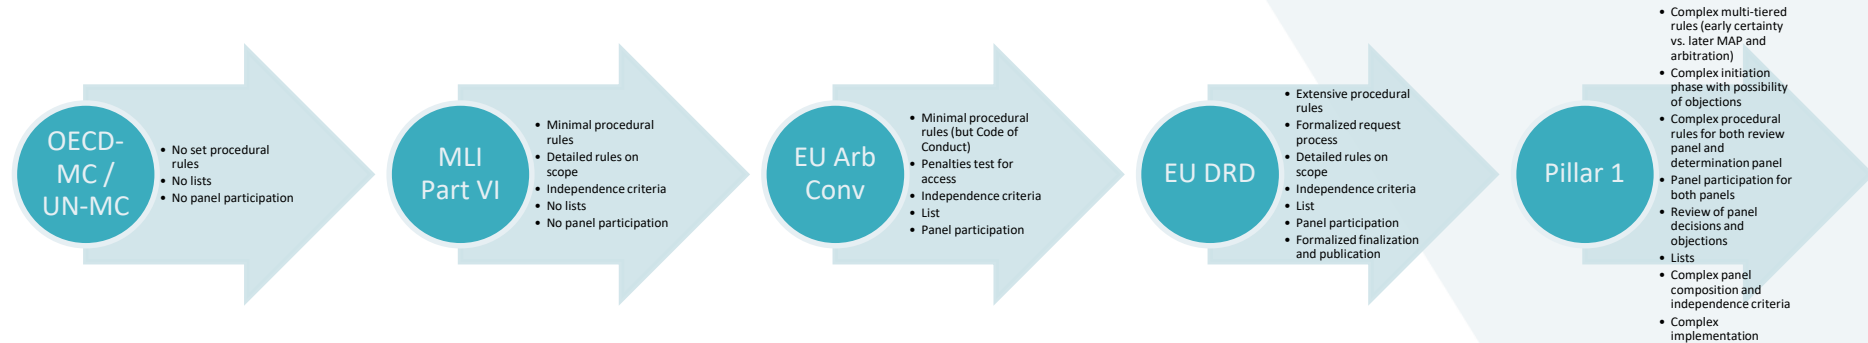 OECD-
MC /
UN-MC
• No set procedural
rules
• No lists
• No panel participation
MLI
Part VI
• Minimal procedural
rules
• Detailed rules on
scope
• Independence criteria
• No lists
• No panel participation
EU Arb
Conv
• Minimal procedural
rules (but Code of
Conduct)
• Penalties test for
access
• Independence criteria
• List
• Panel participation
EU DRD
• Extensive procedural
rules
• Formalized request
process
• Detailed rules on
scope
• Independence criteria
• List
• Panel participation
• Formalized finalization
and publication
Pillar 1
• Complex multi-tiered
rules (early certainty
vs. later MAP and
arbitration)
• Complex initiation
phase with possibility
of objections
• Complex procedural
rules for both review
panel and
determination panel
• Panel participation for
both panels
• Review of panel
decisions and
objections
• Lists
• Complex panel
composition and
independence criteria
• Complex
implementation